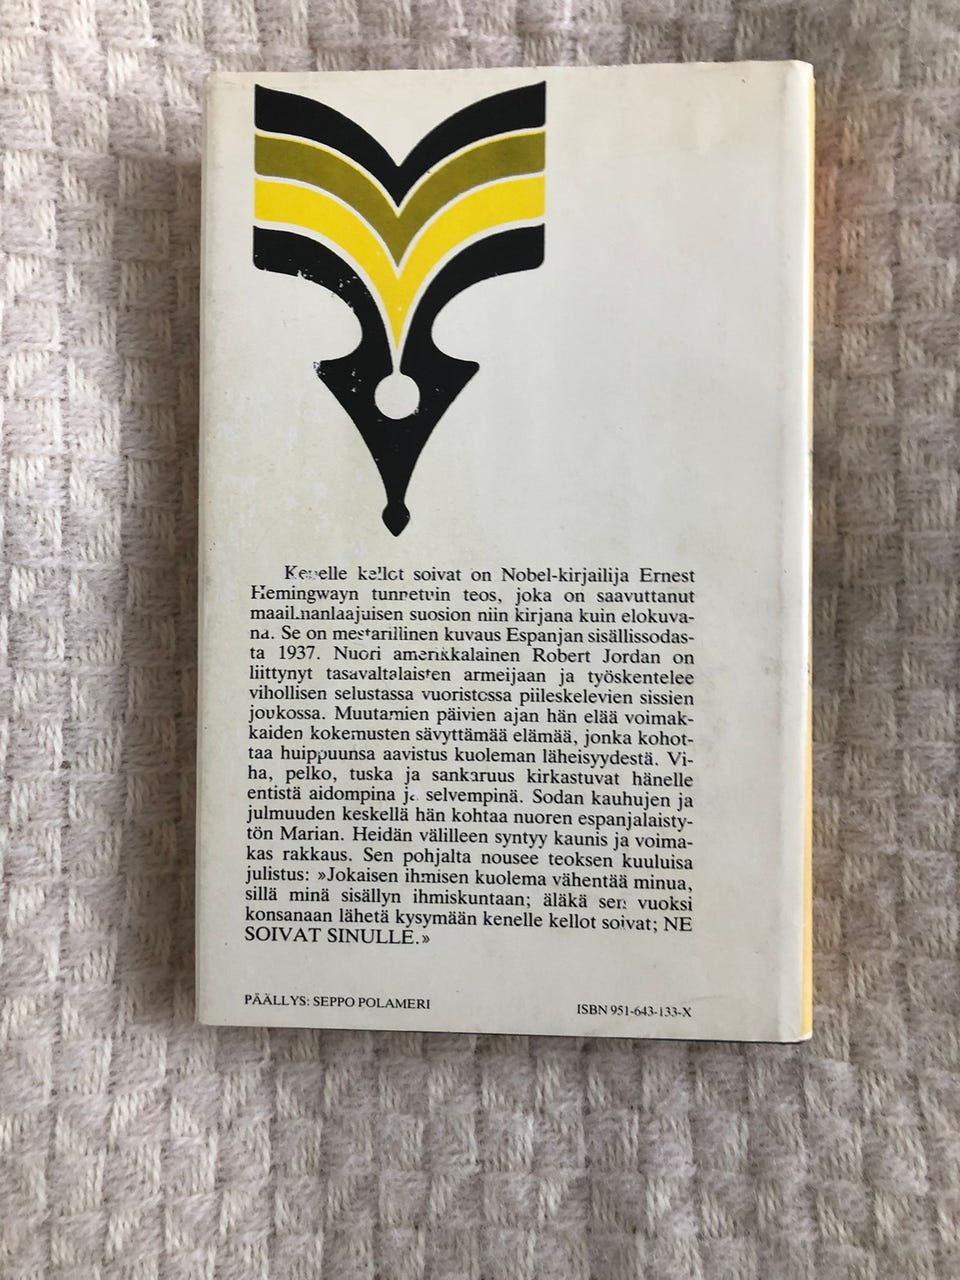 Kenelle kellot soivat on Nobel-kirjailija Ernest
Hemingwayn tunnetuin teos, joka on saavuttanut
maailmanlaajuisen suosion niin kirjana kuin elokuva-
na. Se on mestarillinen kuvaus Espanjan sisällissodas-
ta 1937. Nuori amerikkalainen Robert Jordan on
liittynyt tasavaltalaisten armeijaan ja työskentelee
vihollisen selustassa vuoristossa piileskelevien sissien
joukossa. Muutamien päivien ajan hän elää voimak-
kaiden kokemusten sävyttämää elämää, jonka kohot-
taa huippuunsa aavistus kuoleman läheisyydestä. Vi-
ha, pelko, tuska ja sankaruus kirkastuvat hänelle
entistä aidompina ja selvempinä. Sodan kauhujen ja
julmuuden keskellä hän kohtaa nuoren espanjalaisty-
tön Marian. Heidän välilleen syntyy kaunis ja voima-
kas rakkaus. Sen pohjalta nousee teoksen kuuluisa
julistus: »Jokaisen ihmisen kuolema vähentää minua,
sillä minä sisällyn ihmiskuntaan; äläkä sen vuoksi
konsanaan lähetä kysymään kenelle kellot soivat; NE
SOIVAT SINULLE.»
PÄÄLLYS: SEPPO POLAMERI
ISBN 951-643-133-X